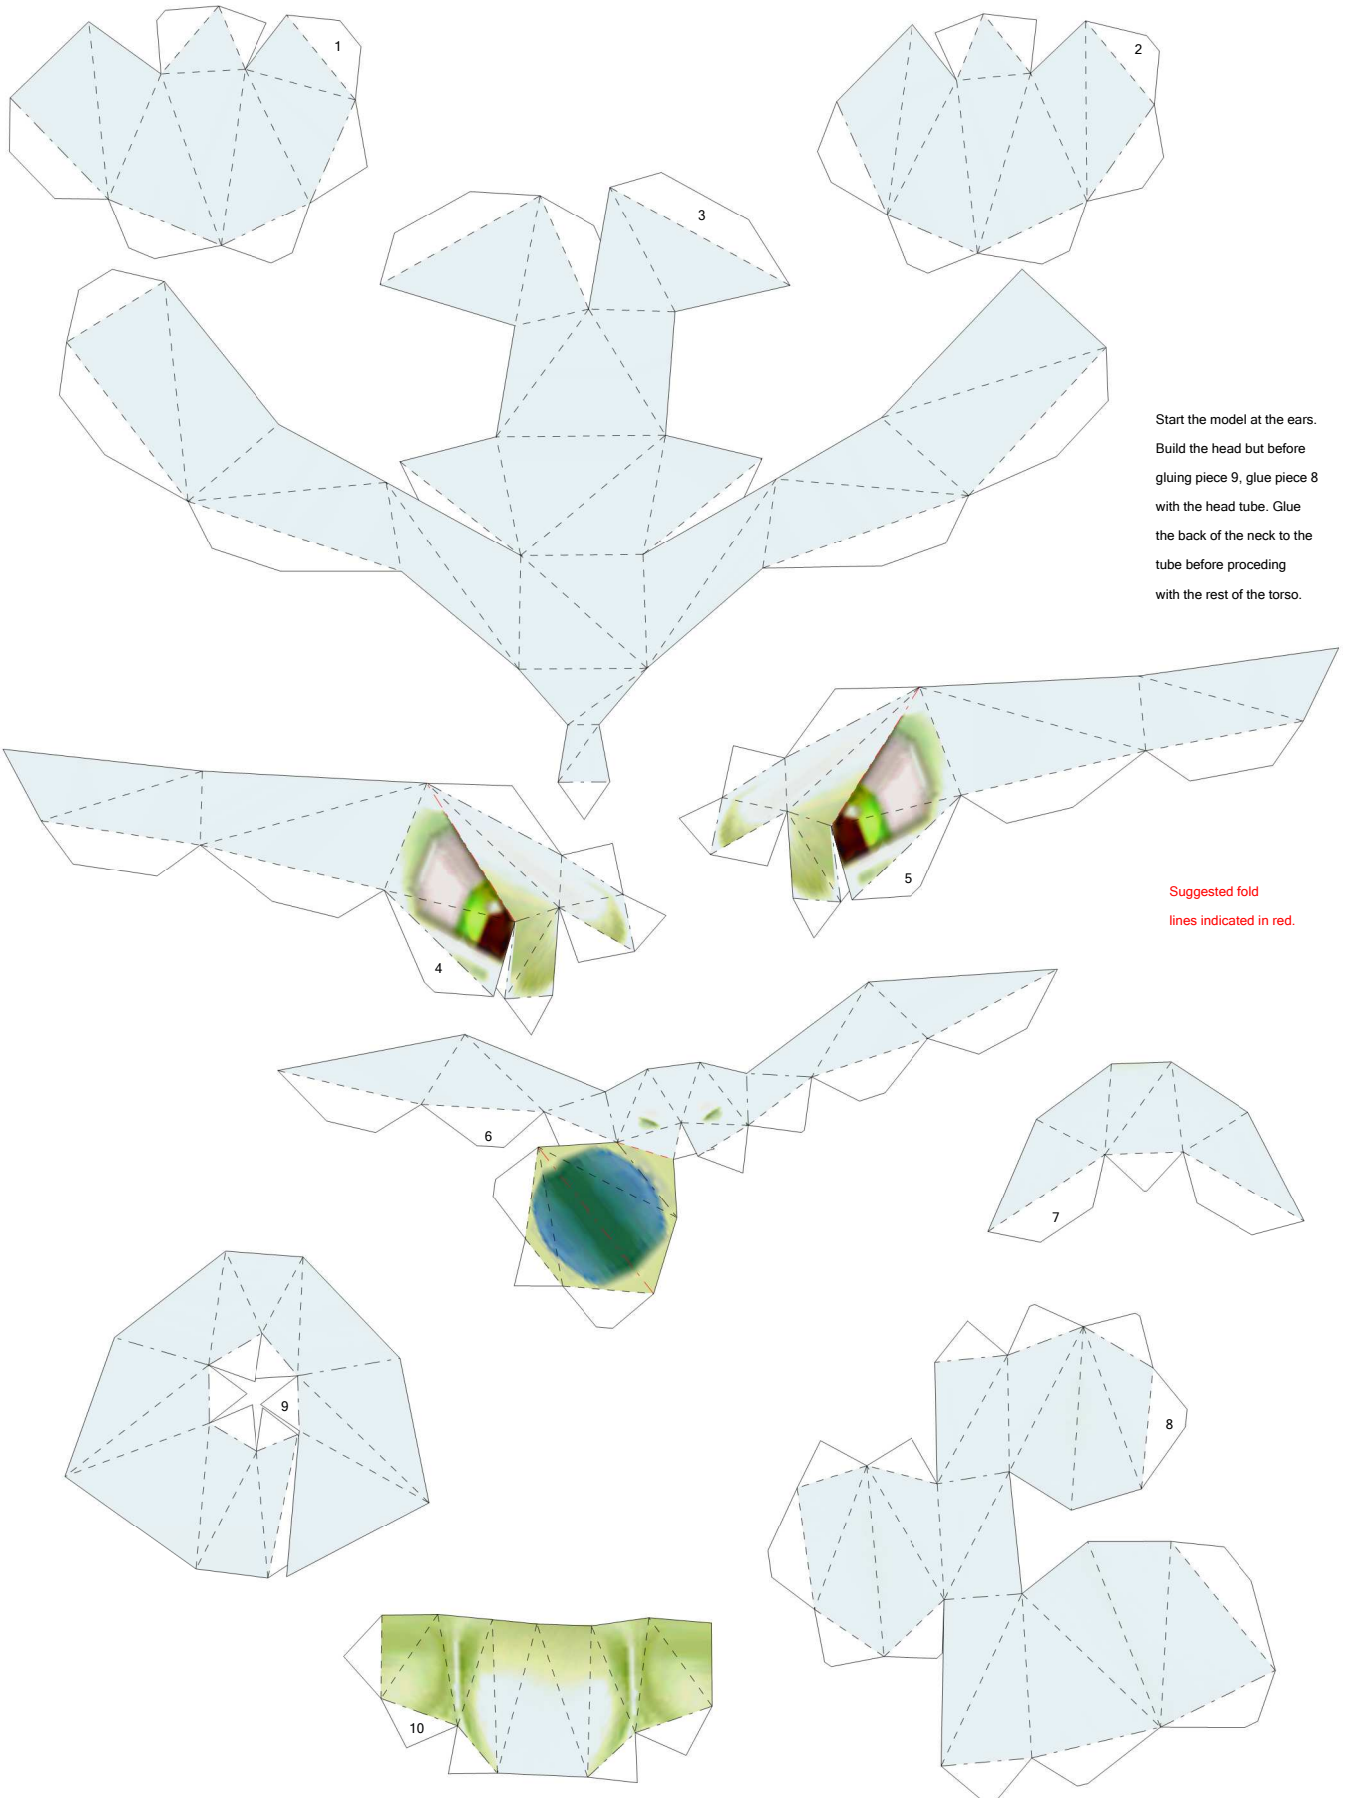 1
2
3
Start the model at the ears.
Build the head but before
gluing piece 9, glue piece 8
with the head tube. Glue
the back of the neck to the
tube before proceding
with the rest of the torso.
5
Suggested fold
lines indicated in red.
4
6
7
9
8
10